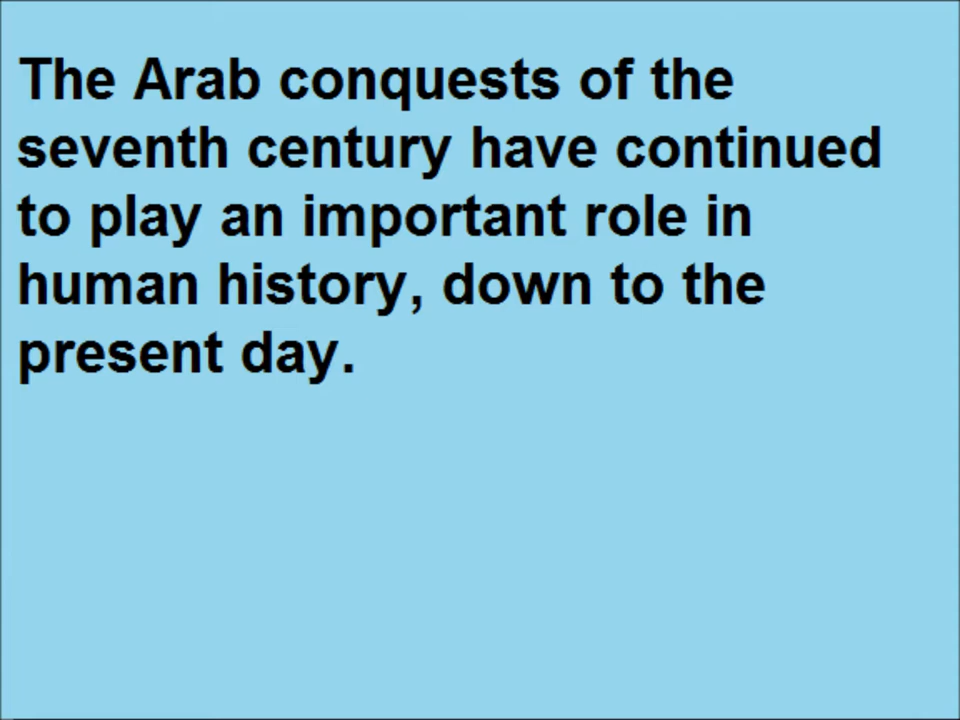 The Arab conquests of the
seventh century have continued
to play an important role in
human history, down to the
present day.